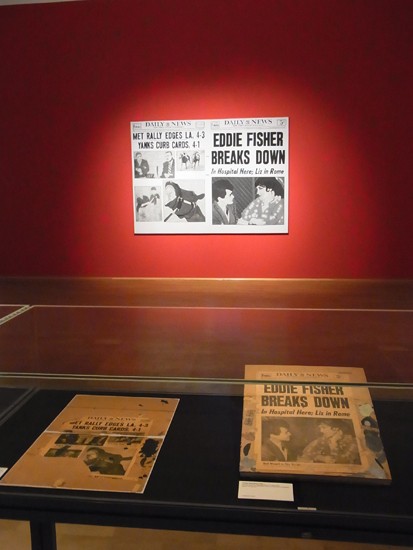 DAILY NEWS
MET RALLY EDGES L.A. 4-3
YANKS CURB CARDS, 4-1
DAILY NEWS
EDDIE FISHER
BREAKS DOWN
In Hospital Here; Liz in Rome
DAILY NEWS
MET RALLY EDGES L.A. 4-3
YANKS CURB CARDS, 4-1
DAILY NEWS
EDDIE FISHER
BREAKS DOWN
In Hospital Here; Liz in Rome